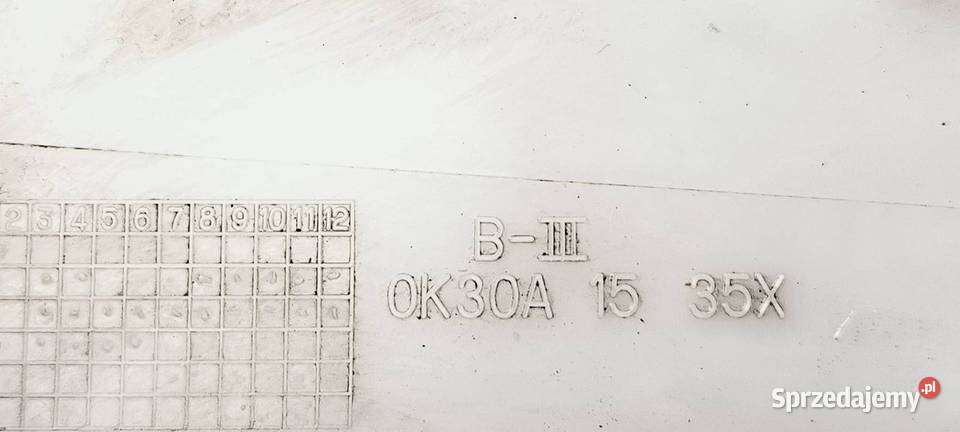 2 3 4 5 6 7 8 9 10 11 12
B-III
0K30A 15 35X
Sprzedajemy.pl